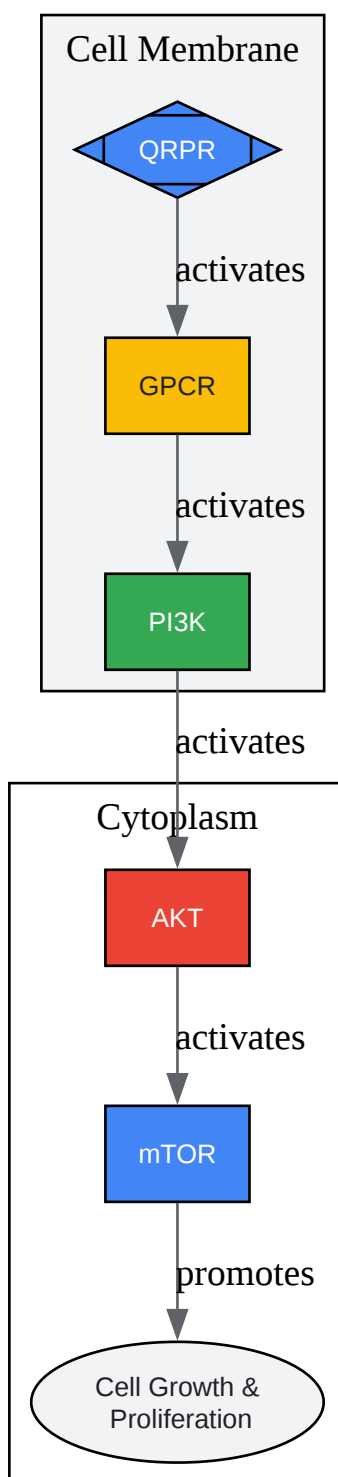 Cell Membrane
QRPR
activates
GPCR
activates
PI3K
activates
Cytoplasm
AKT
activates
mTOR
promotes
Cell Growth &
Proliferation